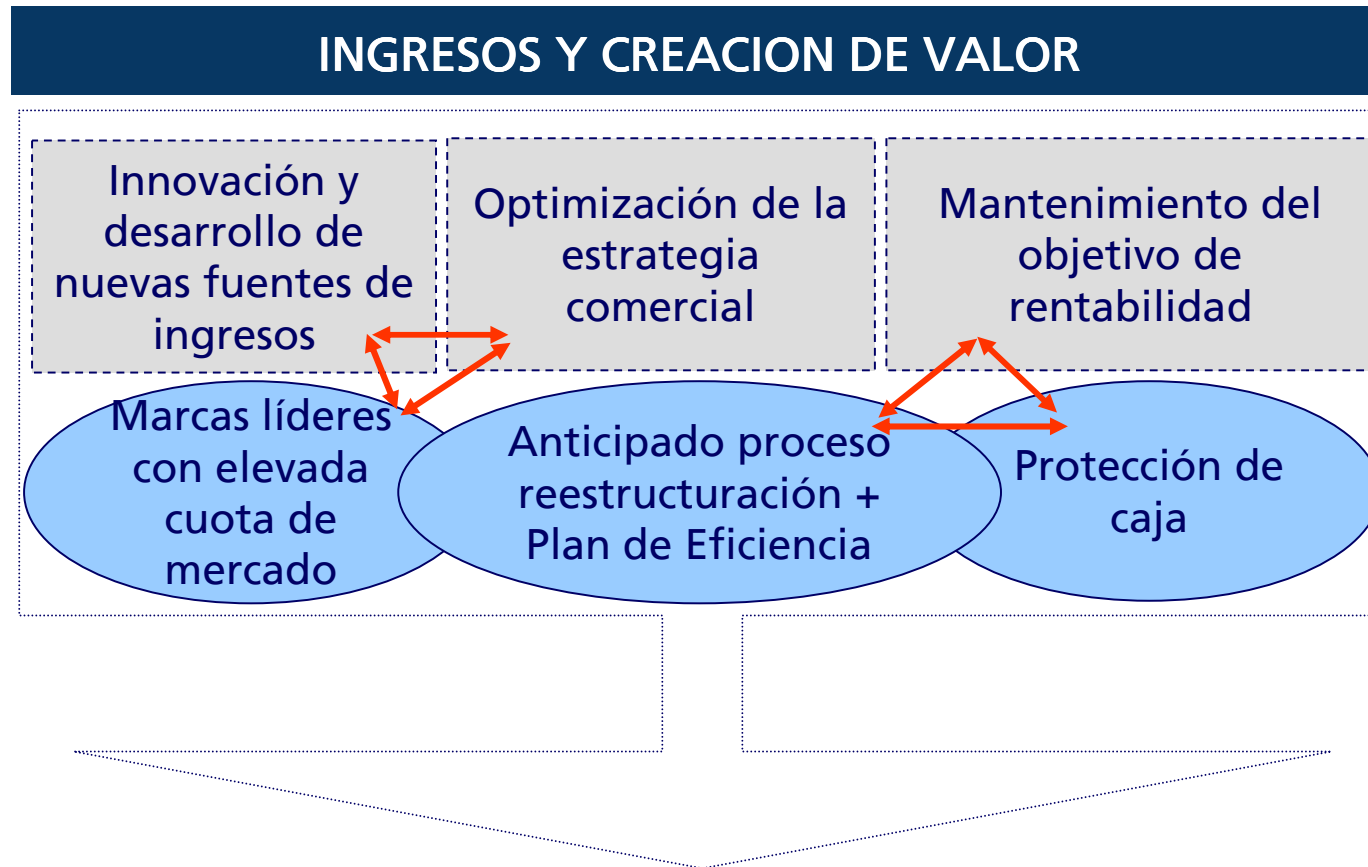 INGRESOS Y CREACION DE VALOR
Innovación y
desarrollo de
nuevas fuentes de
ingresos
Optimización de la
estrategia
comercial
Mantenimiento del
objetivo de
rentabilidad
Marcas líderes
con elevada
cuota de
mercado
Anticipado proceso
reestructuración +
Plan de Eficiencia
Protección de
caja